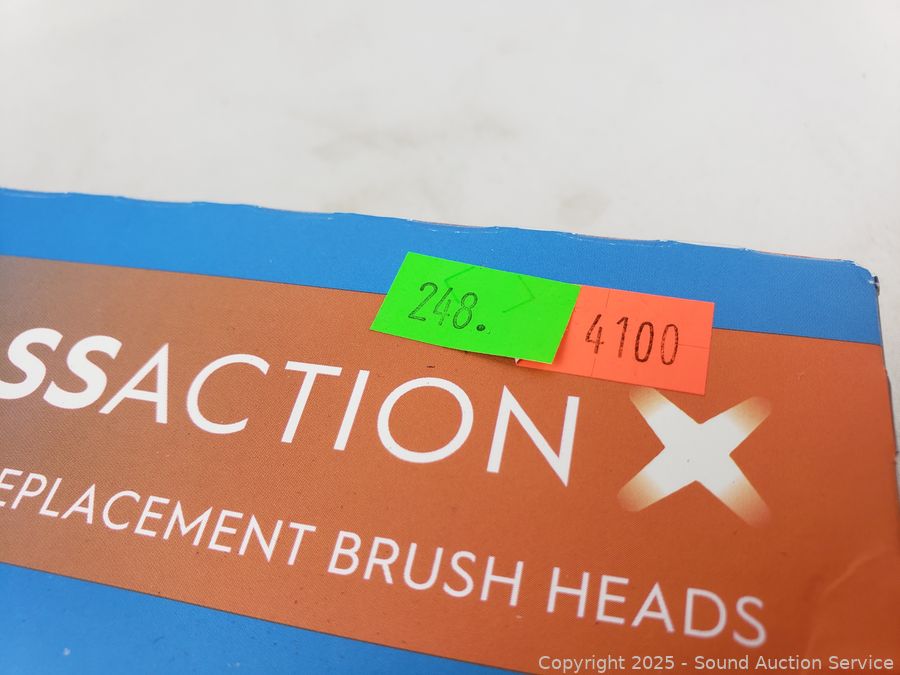 248.
4100
SSACTION X
EPLACEMENT BRUSH HEADS
Copyright 2025 - Sound Auction Service